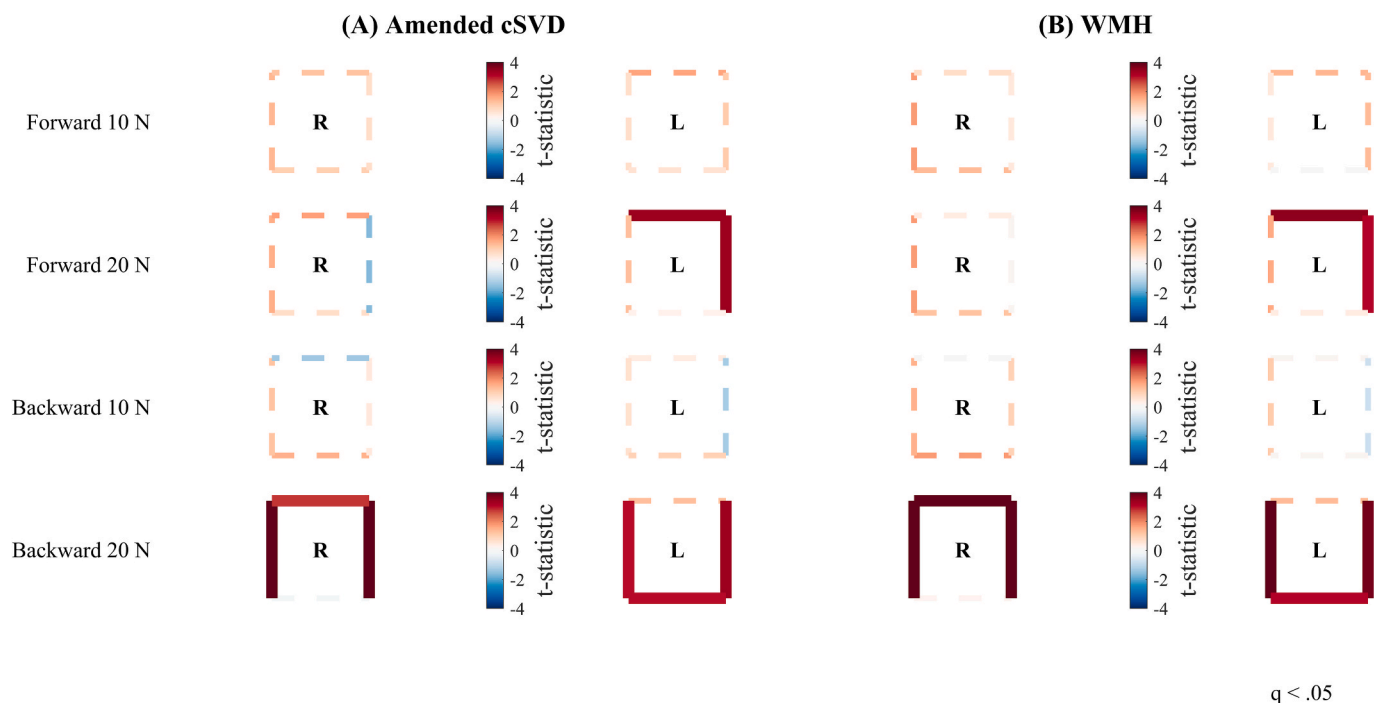 (A) Amended cSVD
(B) WMH
Forward 10 N
R
4
2
0
-2
-4
t-statistic
L
R
4
2
0
-2
-4
t-statistic
L
Forward 20 N
R
4
2
0
-2
-4
t-statistic
L
R
4
2
0
-2
-4
t-statistic
L
Backward 10 N
R
4
2
0
-2
-4
t-statistic
L
R
4
2
0
-2
-4
t-statistic
L
Backward 20 N
R
4
2
0
-2
-4
t-statistic
L
R
4
2
0
-2
-4
t-statistic
L
q < .05